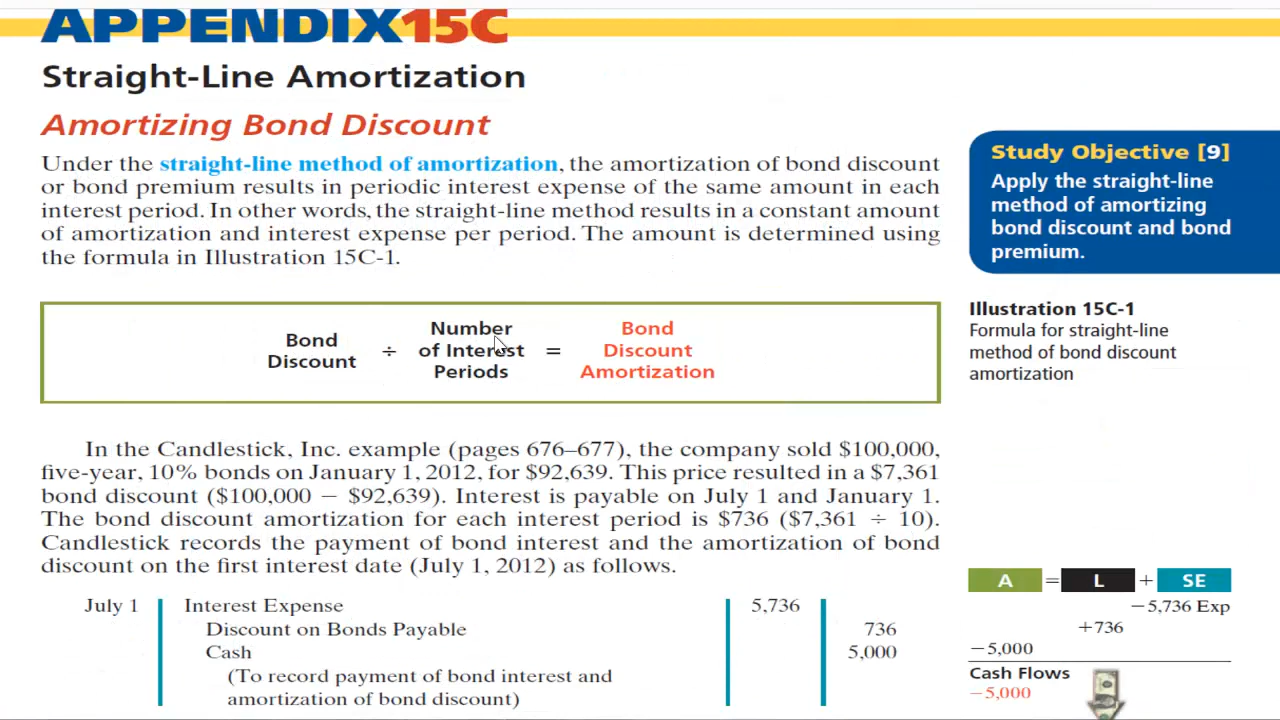 APPENDIX 15C
Straight-Line Amortization
Amortizing Bond Discount
Under the straight-line method of amortization, the amortization of bond discount
or bond premium results in periodic interest expense of the same amount in each
interest period. In other words, the straight-line method results in a constant amount
of amortization and interest expense per period. The amount is determined using
the formula in Illustration 15C-1.
Study Objective [9]
Apply the straight-line
method of amortizing
bond discount and bond
premium.
Bond
Discount
÷
Number
of Interest
Periods
=
Bond
Discount
Amortization
Illustration 15C-1
Formula for straight-line
method of bond discount
amortization
In the Candlestick, Inc. example (pages 676–677), the company sold $100,000,
five-year, 10% bonds on January 1, 2012, for $92,639. This price resulted in a $7,361
bond discount ($100,000 − $92,639). Interest is payable on July 1 and January 1.
The bond discount amortization for each interest period is $736 ($7,361 ÷ 10).
Candlestick records the payment of bond interest and the amortization of bond
discount on the first interest date (July 1, 2012) as follows.
July 1 Interest Expense 5,736
Discount on Bonds Payable 736
Cash 5,000
(To record payment of bond interest and
amortization of bond discount)
A = L + SE
−5,736 Exp
+736
−5,000
Cash Flows
−5,000